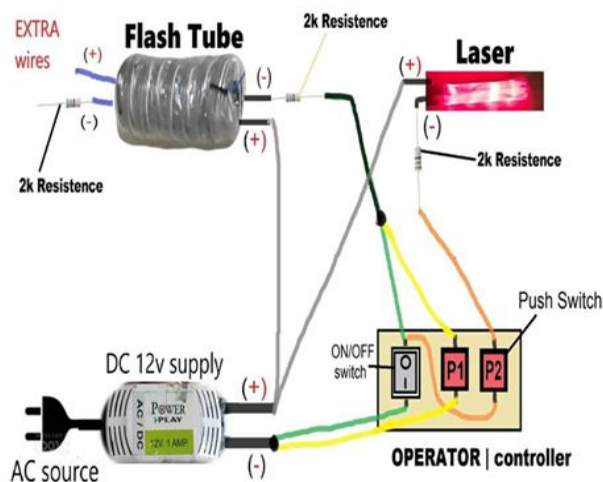 EXTRA
wires
(+)
(-)
2k Resistence
Flash Tube
(-)
(+)
2k Resistence
Laser
(+)
(-)
2k Resistence
Push Switch
ON/OFF
switch
O
I
P1
P2
OPERATOR | controller
DC 12v supply
(+)
(-)
AC / DC
POWER
PLAY
12V. 1 AMP.
AC source